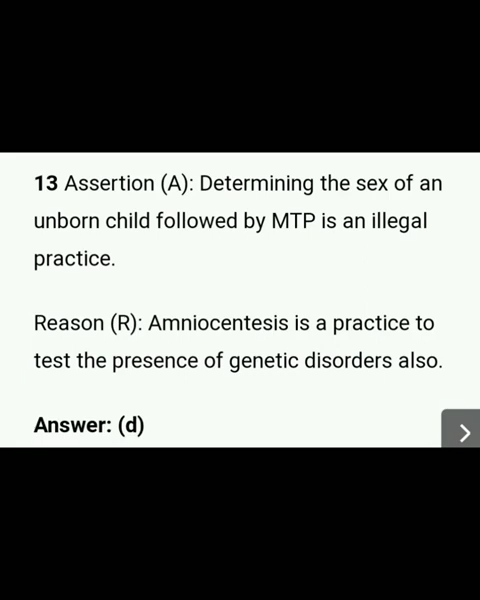 13 Assertion (A): Determining the sex of an
unborn child followed by MTP is an illegal
practice.
Reason (R): Amniocentesis is a practice to
test the presence of genetic disorders also.
Answer: (d)